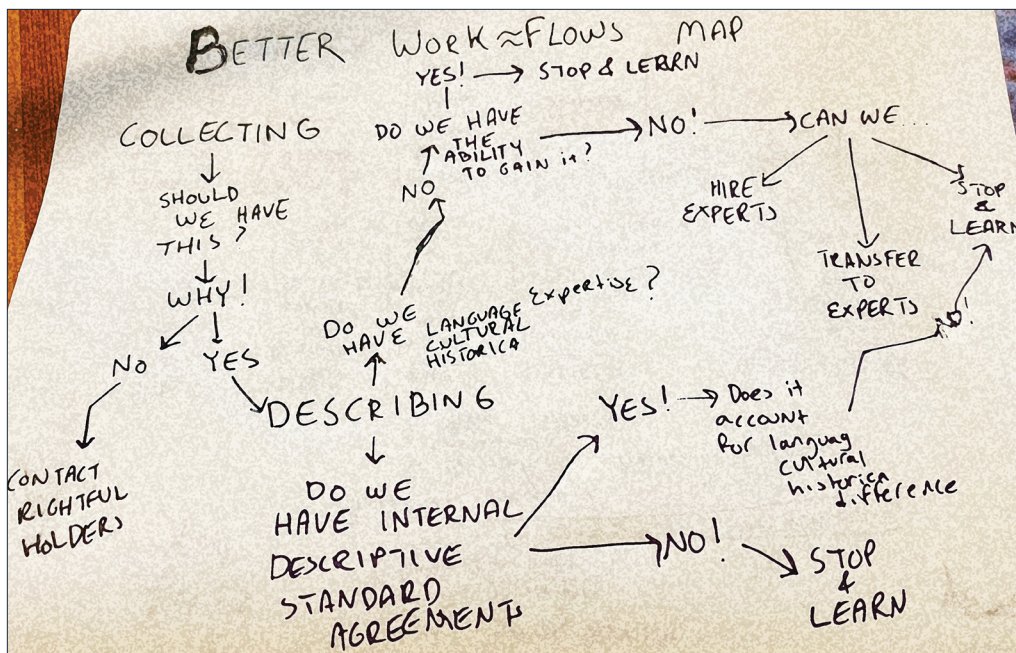 BETTER WORK≈FLOWS MAP
YES! → STOP & LEARN
COLLECTING
DO WE HAVE
THE
ABILITY
TO GAIN it?
NO! → CAN WE...
HIRE
EXPERTS
TRANSFER
TO
EXPERTS
STOP
&
LEARN
NO
SHOULD
WE HAVE
THIS?
WHY!
NO
YES
CONTACT
RIGHTFUL
HOLDERS
DO WE
HAVE
LANGUAGE
CULTURAL
HISTORICA
Expertise?
DESCRIBING
DO WE
HAVE INTERNAL
DESCRIPTIVE
STANDARD
AGREEMENTS
YES! → Does it
account
for languag
cultural
historica
difference
NO!
NO!
STOP
&
LEARN